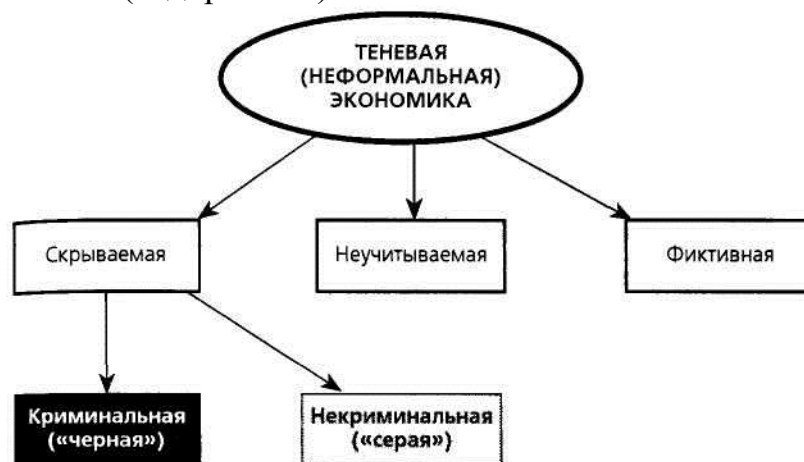 ТЕНЕВАЯ
(НЕФОРМАЛЬНАЯ)
ЭКОНОМИКА
Скрываемая
Неучитываемая
Фиктивная
Криминальная
(«черная»)
Некриминальная
(«серая»)